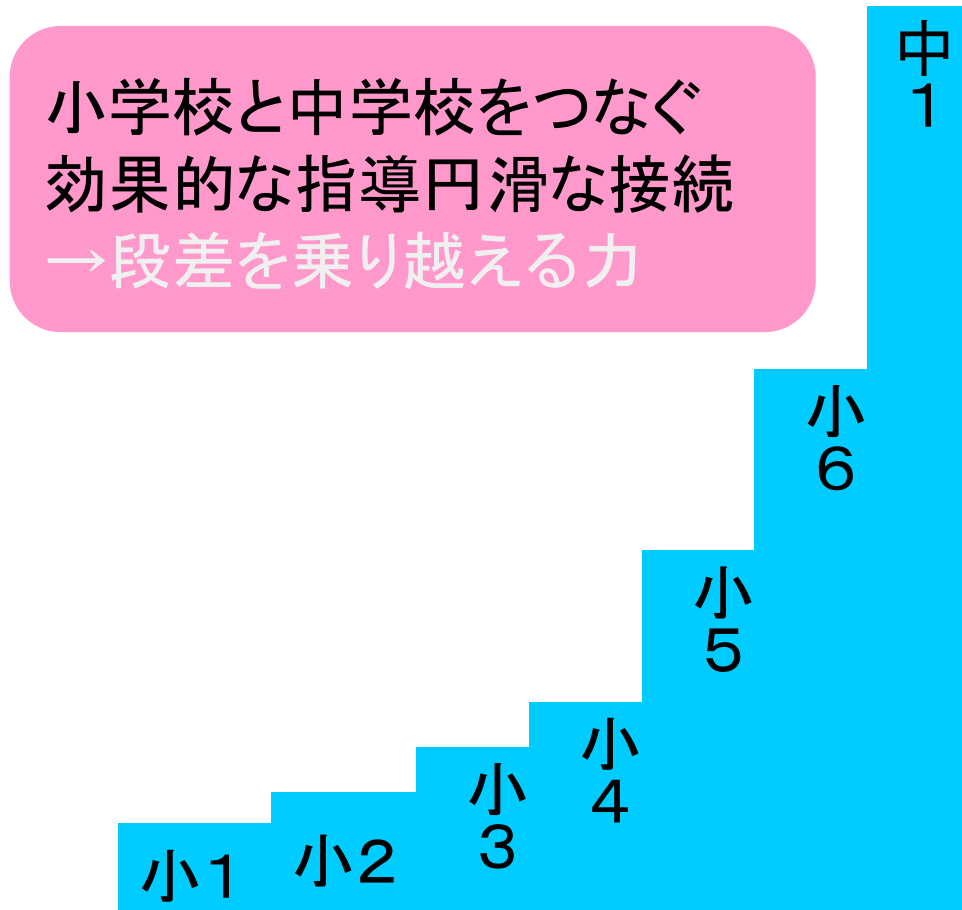 小学校と中学校をつなぐ
効果的な指導円滑な接続
→段差を乗り越える力
小１
小２
小３
小４
小５
小６
中１